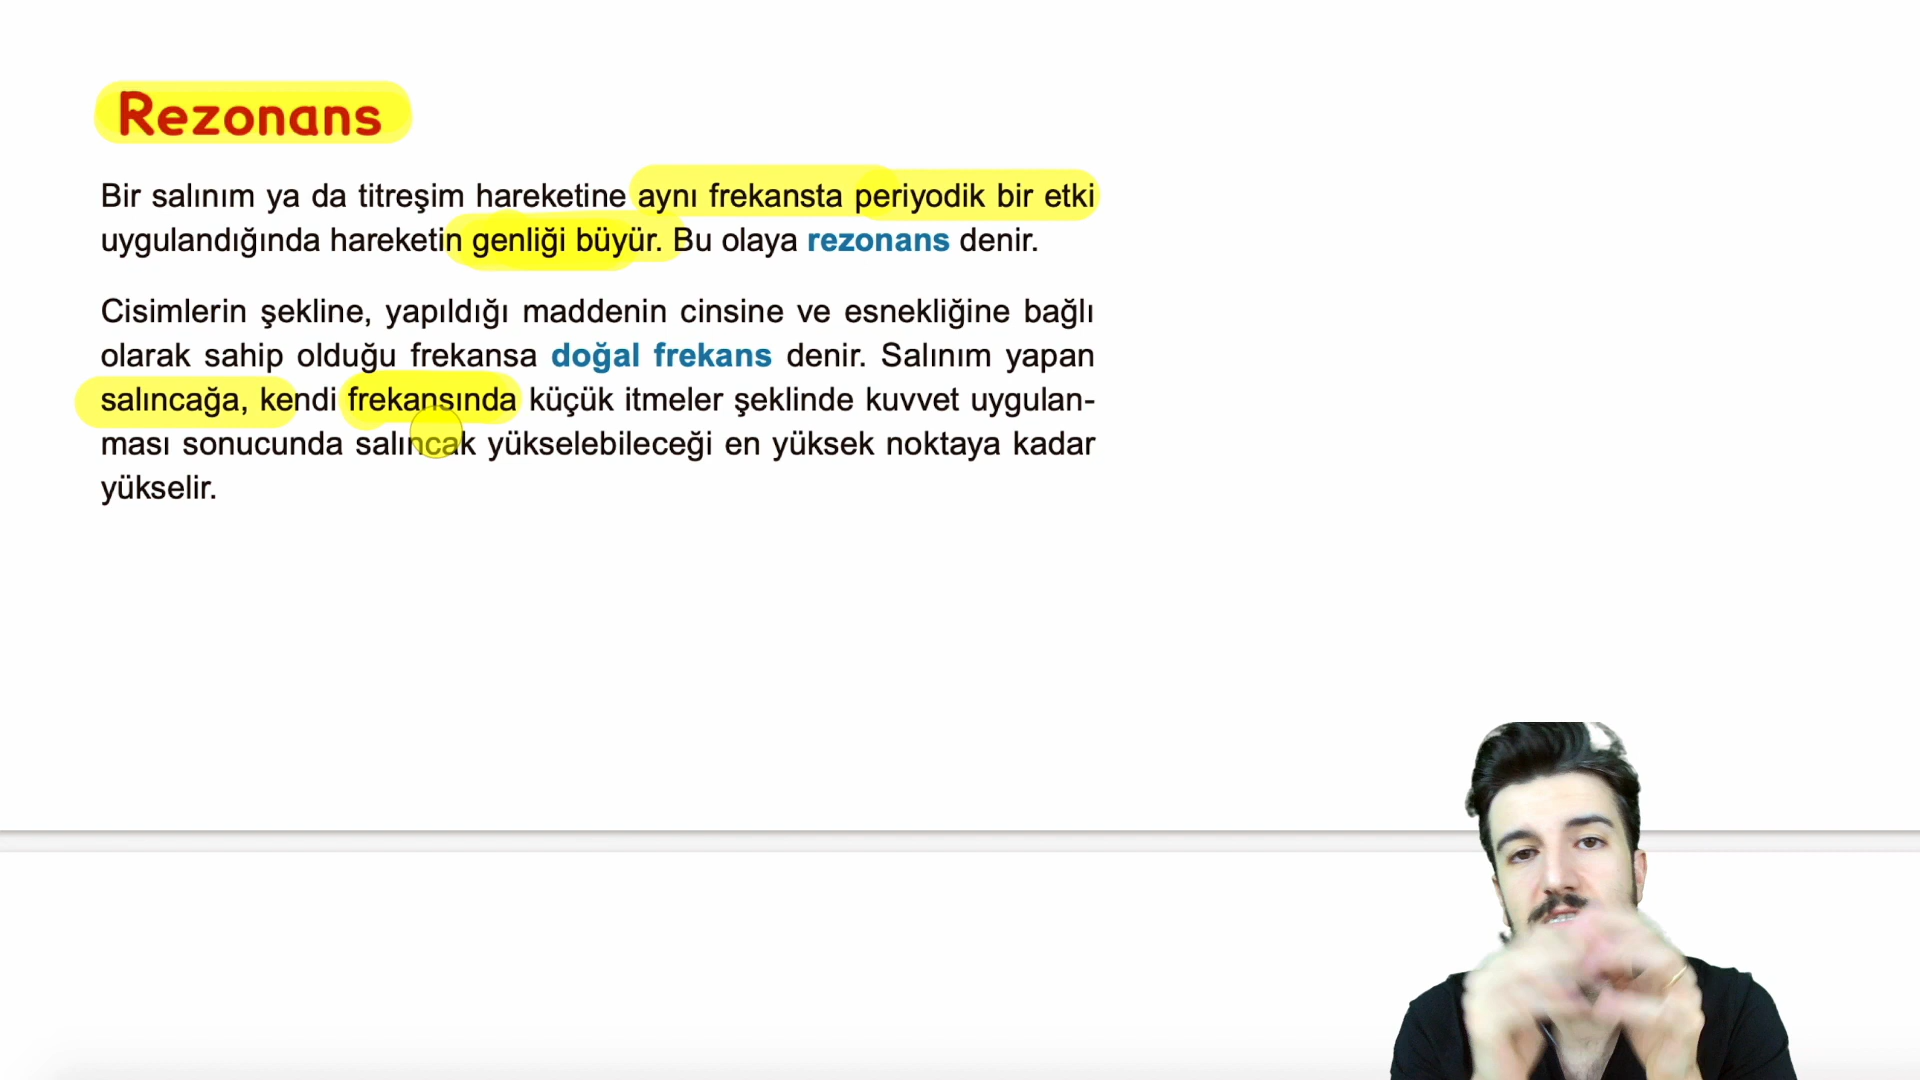 Rezonans
Bir salınım ya da titreşim hareketine aynı frekansta periyodik bir etki
uygulandığında hareketin genliği büyür. Bu olaya rezonans denir.
Cisimlerin şekline, yapıldığı maddenin cinsine ve esnekliğine bağlı
olarak sahip olduğu frekansa doğal frekans denir. Salınım yapan
salıncağa, kendi frekansında küçük itmeler şeklinde kuvvet uygulan-
ması sonucunda salıncak yükselebileceği en yüksek noktaya kadar
yükselir.